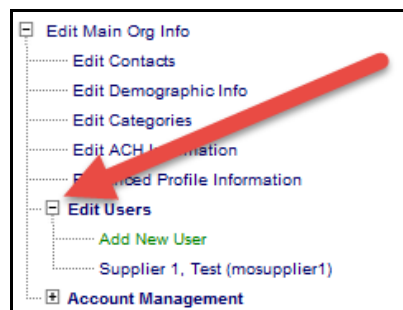 Edit Main Org Info
Edit Contacts
Edit Demographic Info
Edit Categories
Edit ACH
Profile Information
Edit Users
Add New User
Supplier 1, Test (mosupplier1)
Account Management